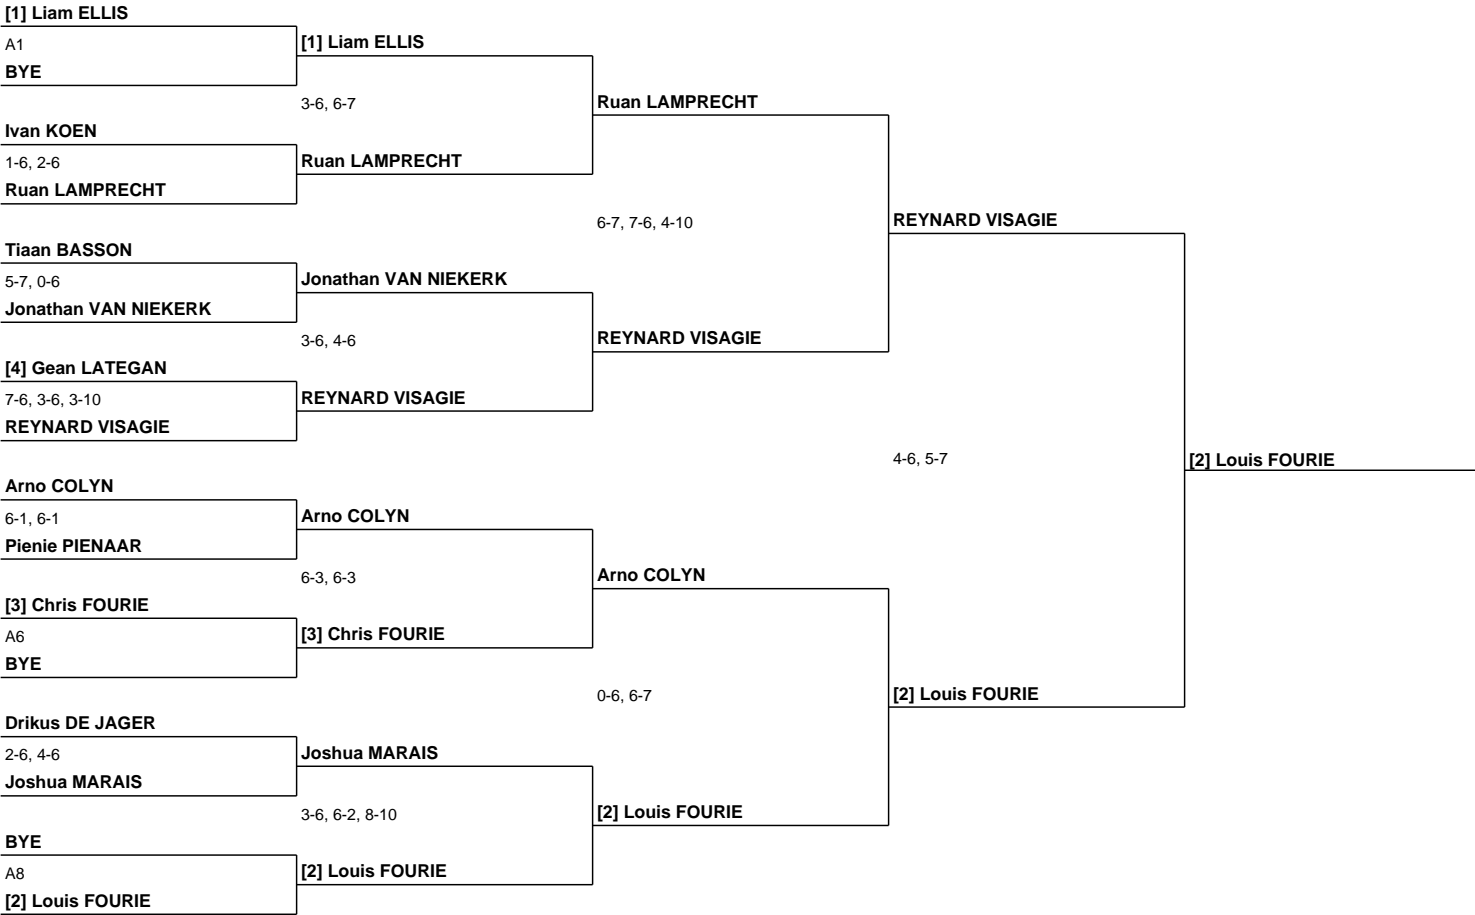 [1] Liam ELLIS
A1
BYE
Ivan KOEN
1-6, 2-6
Ruan LAMPRECHT
Tiaan BASSON
5-7, 0-6
Jonathan VAN NIEKERK
[4] Gean LATEGAN
7-6, 3-6, 3-10
REYNARD VISAGIE
Arno COLYN
6-1, 6-1
Pienie PIENAAR
[3] Chris FOURIE
A6
BYE
Drikus DE JAGER
2-6, 4-6
Joshua MARAIS
BYE
A8
[2] Louis FOURIE
[1] Liam ELLIS
3-6, 6-7
Ruan LAMPRECHT
Jonathan VAN NIEKERK
3-6, 4-6
REYNARD VISAGIE
Arno COLYN
6-3, 6-3
[3] Chris FOURIE
Joshua MARAIS
3-6, 6-2, 8-10
[2] Louis FOURIE
Ruan LAMPRECHT
6-7, 7-6, 4-10
REYNARD VISAGIE
Arno COLYN
0-6, 6-7
[2] Louis FOURIE
REYNARD VISAGIE
4-6, 5-7
[2] Louis FOURIE
[2] Louis FOURIE